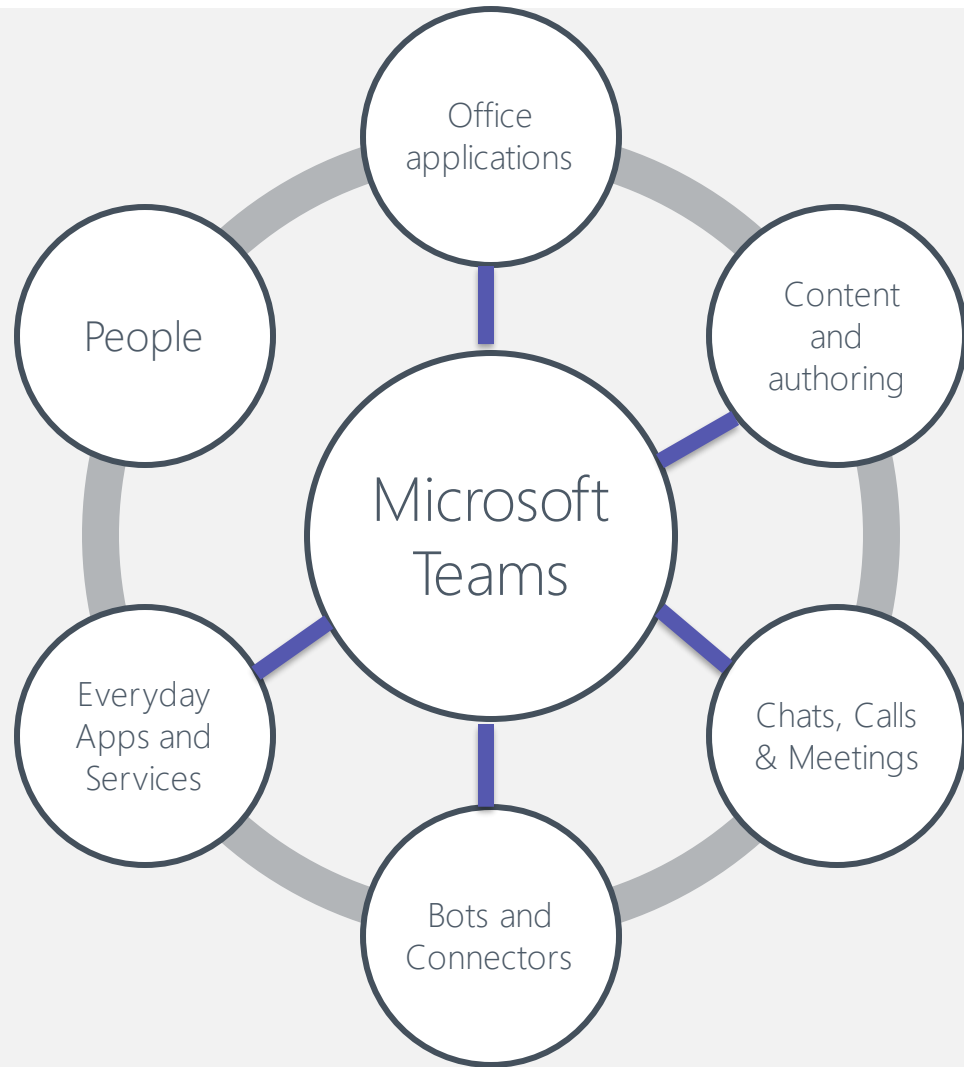 Office
applications
Content
and
authoring
People
Microsoft
Teams
Everyday
Apps and
Services
Chats, Calls
& Meetings
Bots and
Connectors